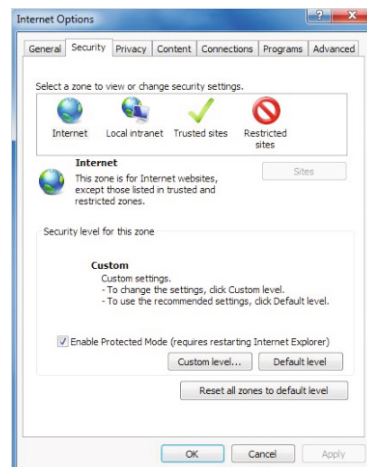 Internet Options
General Security Privacy Content Connections Programs Advanced
Select a zone to view or change security settings.
Internet Local intranet Trusted sites Restricted
sites
Internet
Sites
This zone is for Internet websites,
except those listed in trusted and
restricted zones.
Security level for this zone
Custom
Custom settings.
- To change the settings, click Custom level.
- To use the recommended settings, click Default level.
Enable Protected Mode (requires restarting Internet Explorer)
Custom level... Default level
Reset all zones to default level
OK Cancel Apply